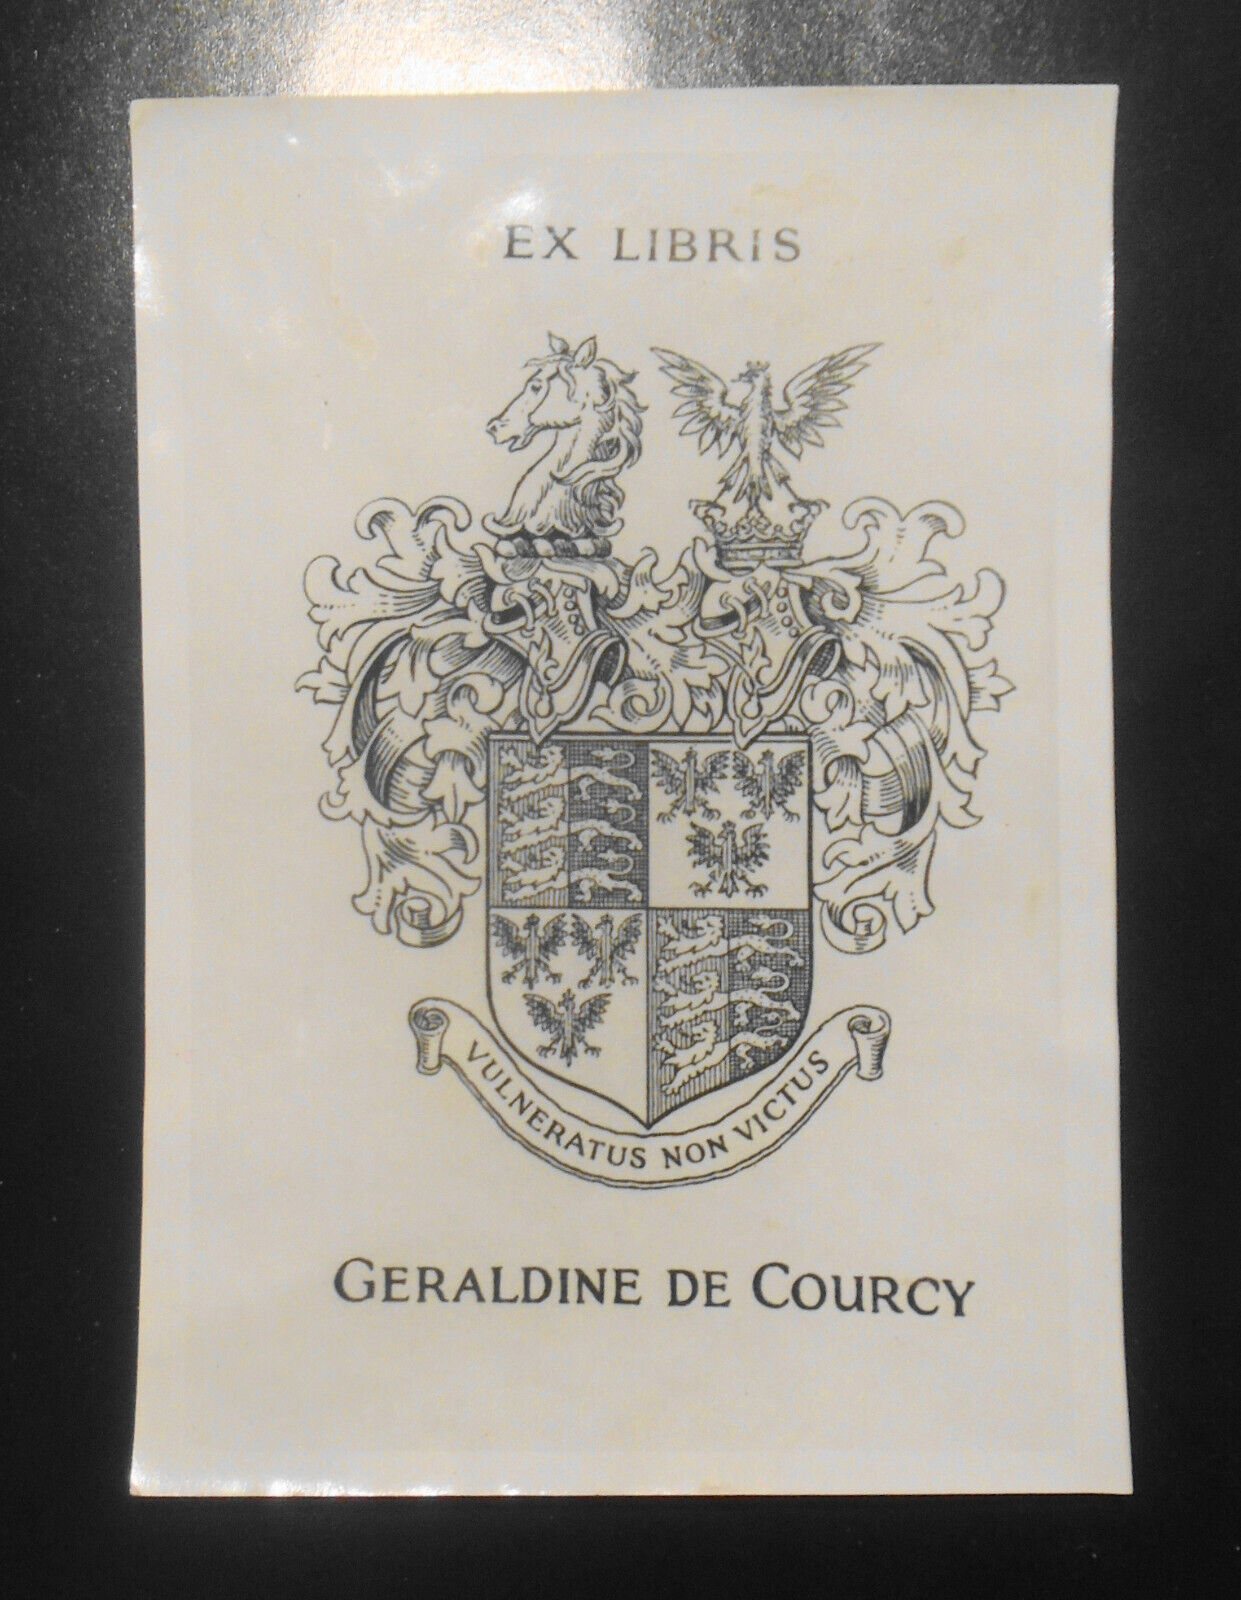 EX LIBRIS
VULNERATUS NON VICTUS
GERALDINE DE COURCY